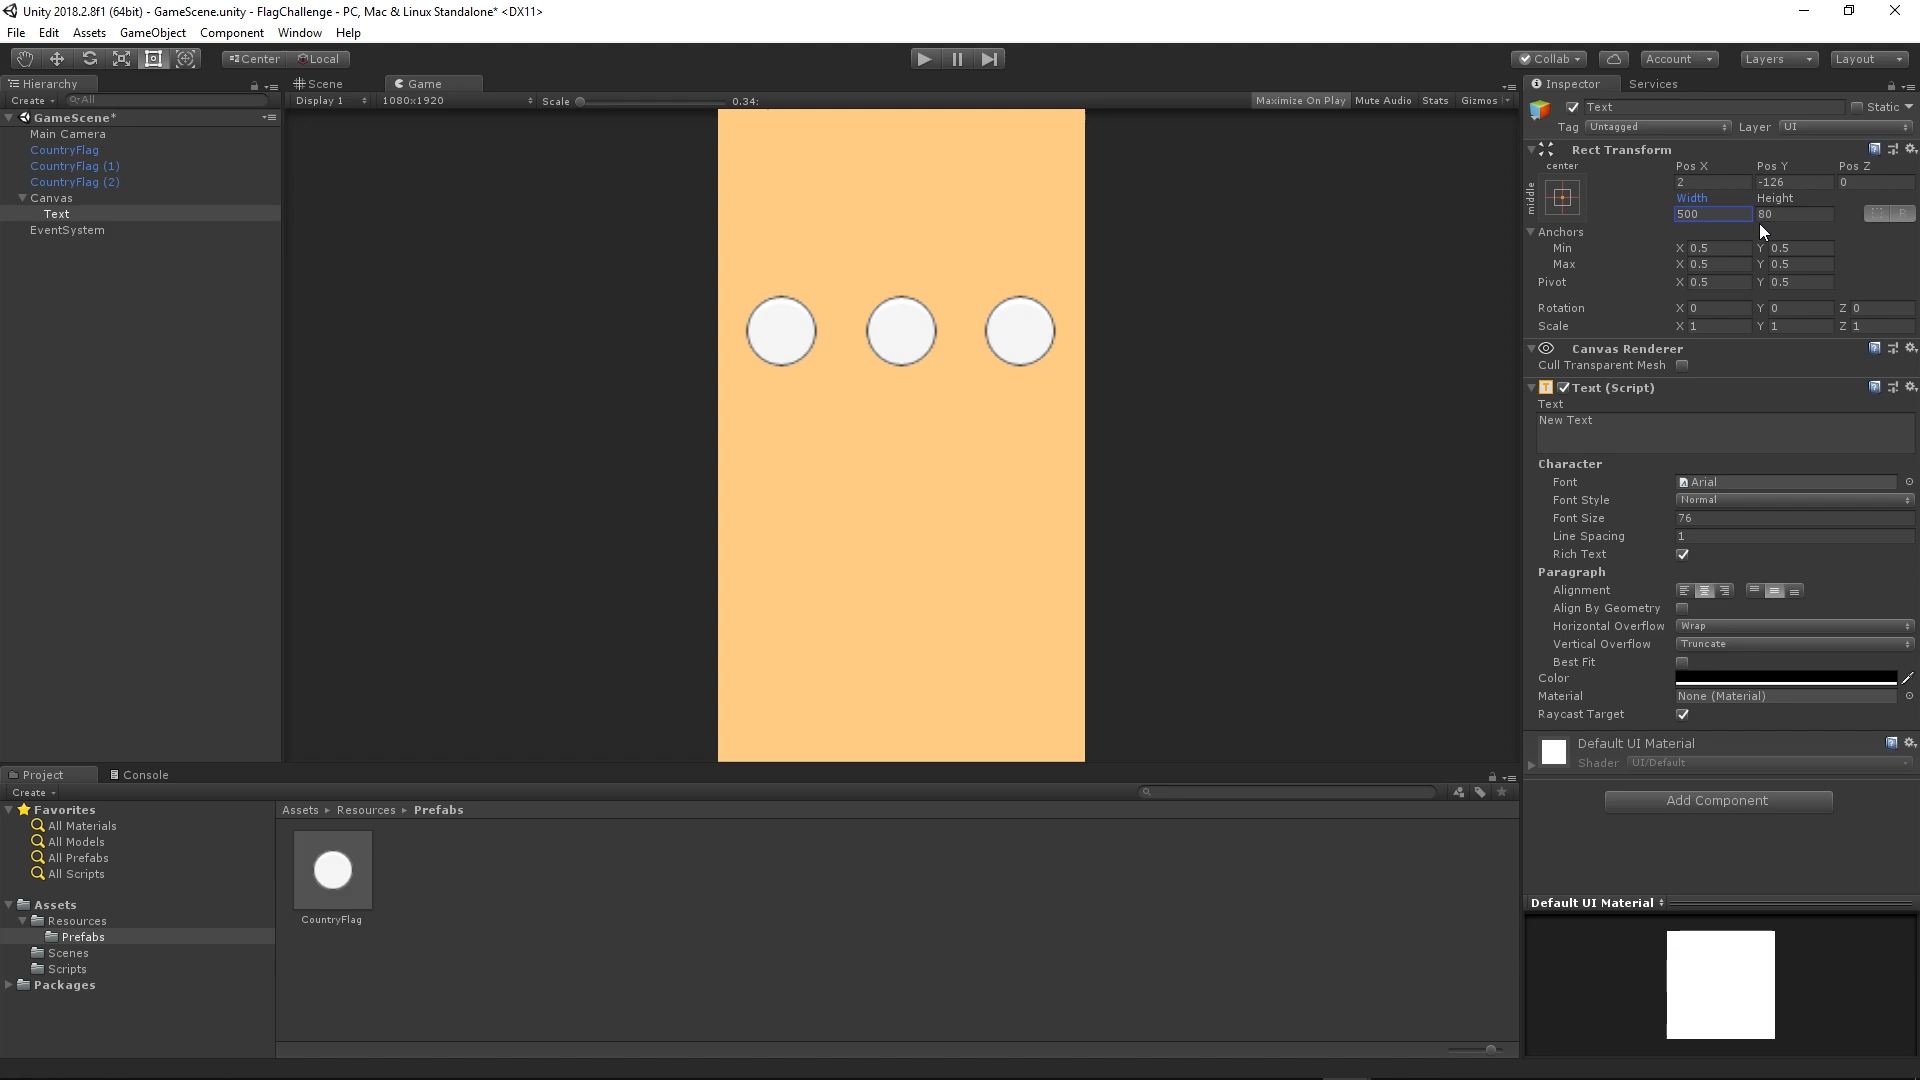 Unity 2018.2.8f1 (64bit) - GameScene.unity - FlagChallenge - PC, Mac & Linux Standalone* <DX11>
File Edit Assets GameObject Component Window Help
Center Local Collab Account Layers Layout
Hierarchy Scene Game Inspector Services
Create All Display 1 1080x1920 Scale 0.34: Maximize On Play Mute Audio Stats Gizmos
Text Static
GameScene*
Tag Untagged Layer UI
Main Camera
CountryFlag
CountryFlag (1)
CountryFlag (2)
Canvas
Text
EventSystem
Rect Transform
center Pos X Pos Y Pos Z
middle
2 -126 0
Width Height
500 80
R
Anchors
Min X 0.5 Y 0.5
Max X 0.5 Y 0.5
Pivot X 0.5 Y 0.5
Rotation X 0 Y 0 Z 0
Scale X 1 Y 1 Z 1
Canvas Renderer
Cull Transparent Mesh
T Text (Script)
Text
New Text
Character
Font Arial
Font Style Normal
Font Size 76
Line Spacing 1
Rich Text
Paragraph
Alignment
Align By Geometry
Horizontal Overflow Wrap
Vertical Overflow Truncate
Best Fit
Color
Material None (Material)
Raycast Target
Default UI Material
Shader UI/Default
Add Component
Default UI Material
Project Console
Create
Favorites
All Materials
All Models
All Prefabs
All Scripts
Assets
Resources
Prefabs
Scenes
Scripts
Packages
Assets Resources Prefabs
CountryFlag